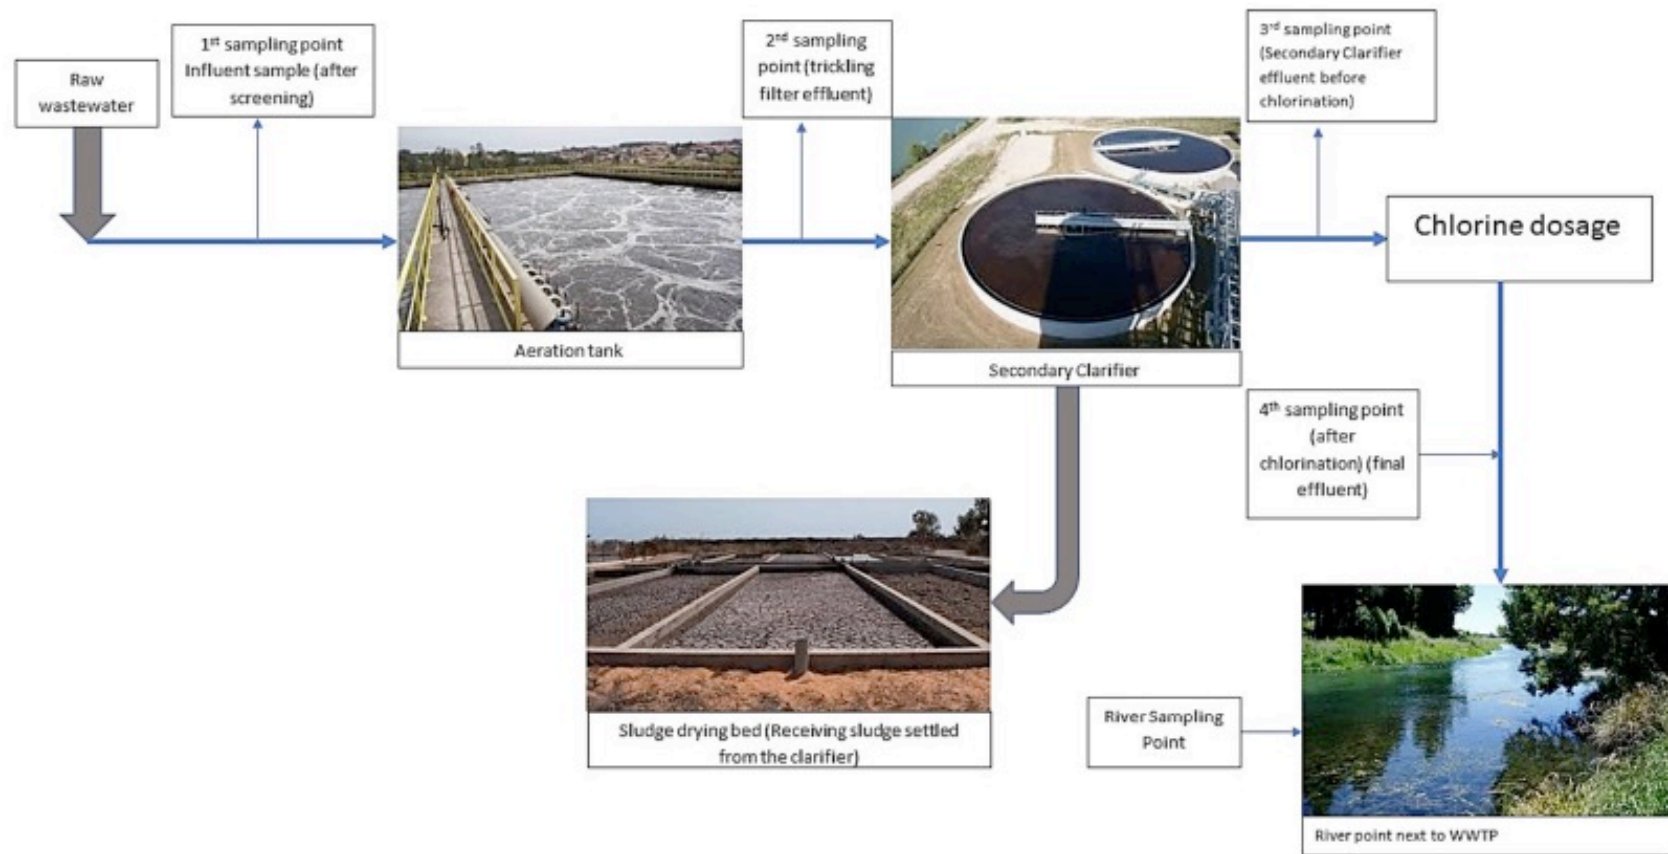 Raw
wastewater
1st sampling point
Influent sample (after
screening)
2nd sampling
point (trickling
filter effluent)
3rd sampling point
(Secondary Clarifier
effluent before
chlorination)
Aeration tank
Secondary Clarifier
Chlorine dosage
4th sampling point
(after
chlorination) (final
effluent)
Sludge drying bed (Receiving sludge settled
from the clarifier)
River Sampling
Point
River point next to WWTP